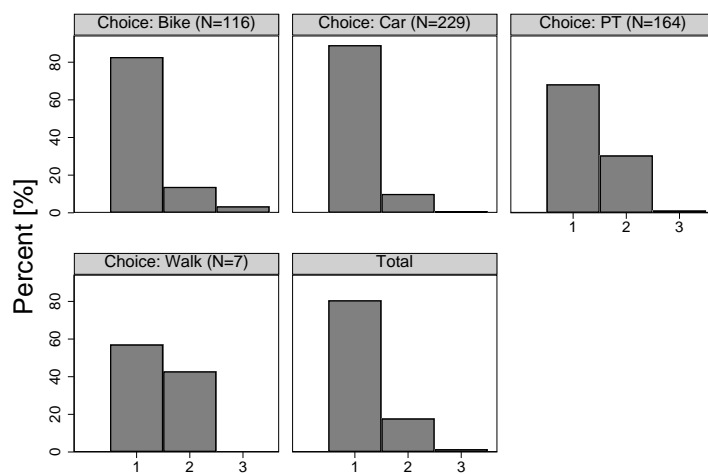 Choice: Bike (N=116)
Choice: Car (N=229)
Choice: PT (N=164)
80
60
40
20
0
1 2 3
Percent [%]
Choice: Walk (N=7)
Total
80
60
40
20
0
1 2 3
1 2 3